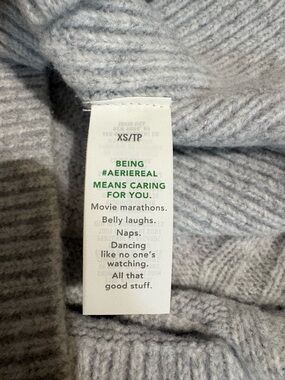 XS/TP
BEING
#AERIEREAL
MEANS CARING
FOR YOU.
Movie marathons.
Belly laughs.
Naps.
Dancing
like no one's
watching.
All that
good stuff.